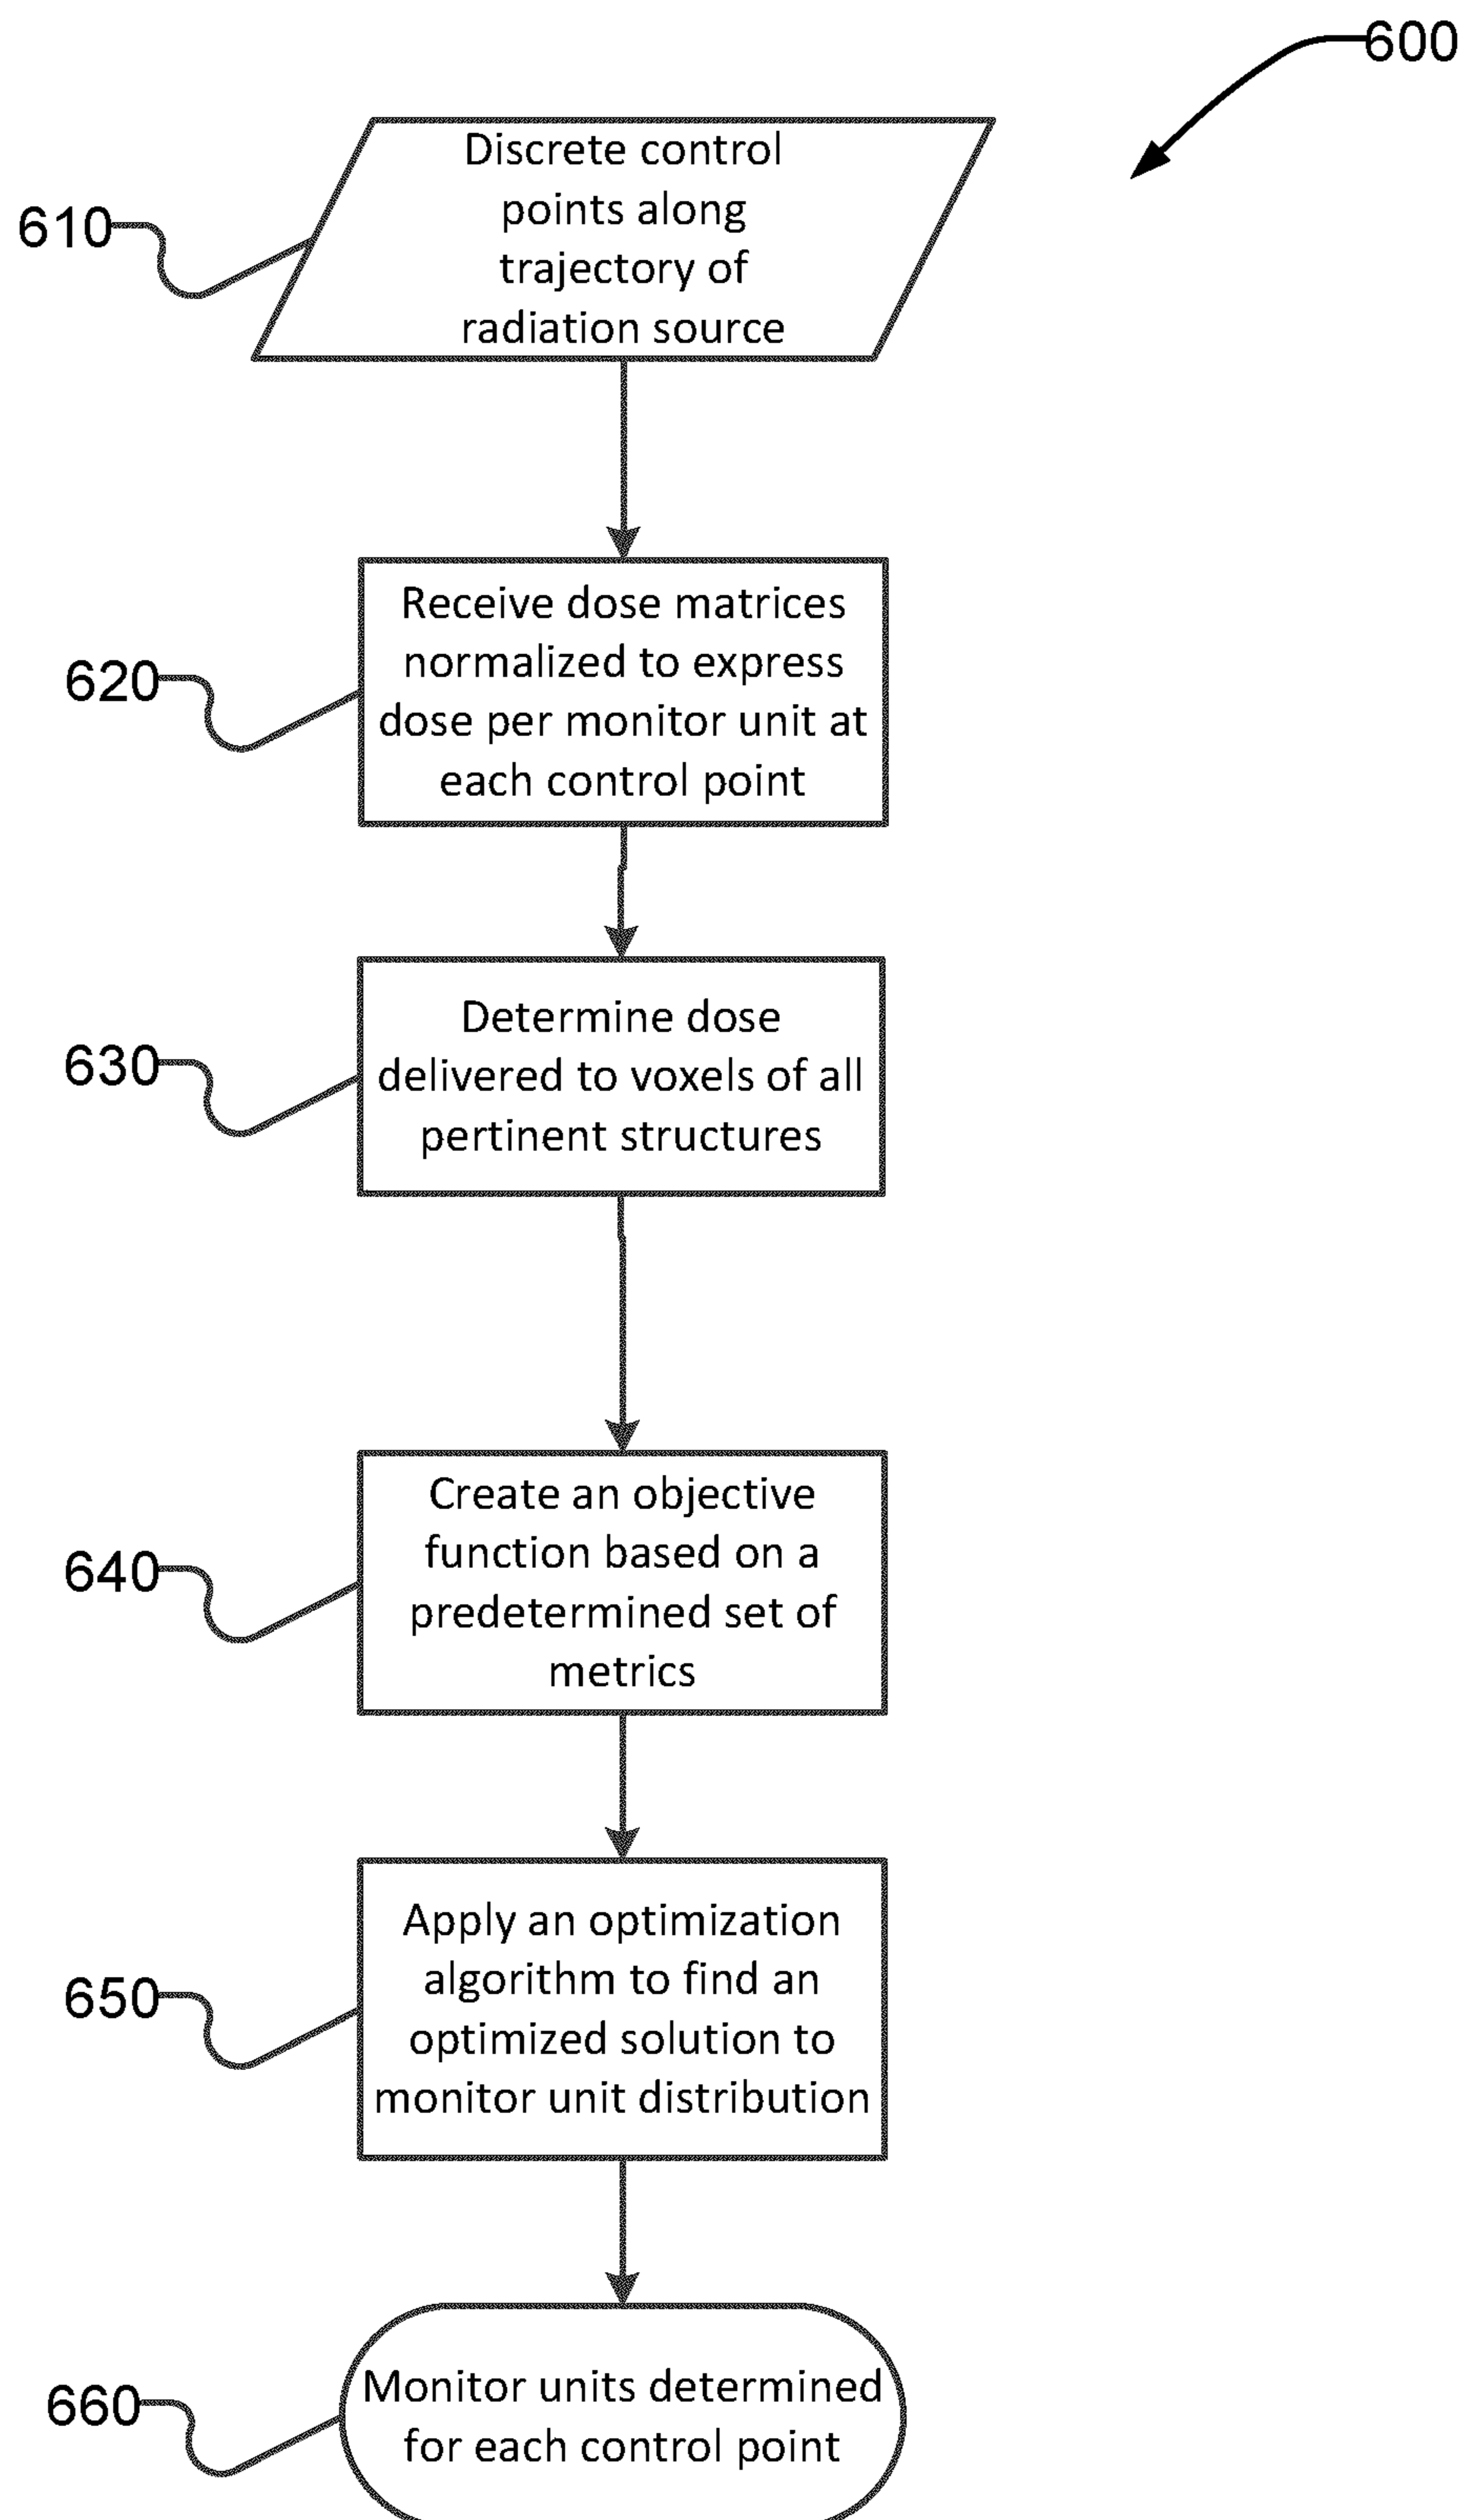 600
Discrete control
points along
trajectory of
radiation source
610
Receive dose matrices
normalized to express
dose per monitor unit at
each control point
620
Determine dose
delivered to voxels of all
pertinent structures
630
Create an objective
function based on a
predetermined set of
metrics
640
Apply an optimization
algorithm to find an
optimized solution to
monitor unit distribution
650
Monitor units determined
for each control point
660